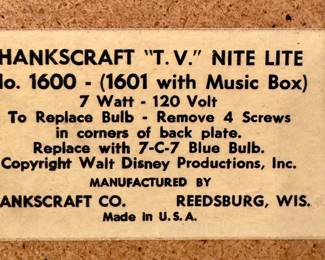 HANKSCRAFT "T.V." NITE LITE
No. 1600 - (1601 with Music Box)
7 Watt - 120 Volt
To Replace Bulb - Remove 4 Screws
in corners of back plate.
Replace with 7-C-7 Blue Bulb.
Copyright Walt Disney Productions, Inc.
MANUFACTURED BY
HANKSCRAFT CO. REEDSBURG, WIS.
Made in U.S.A.